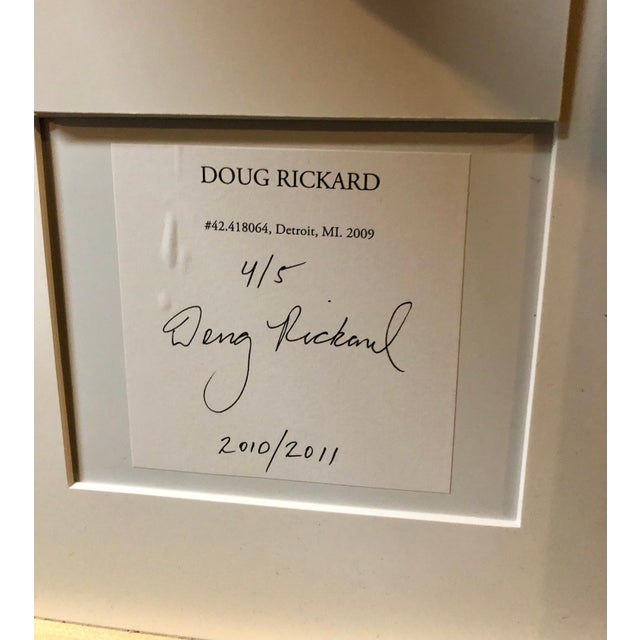 DOUG RICKARD
#42.418064, Detroit, MI. 2009
4/5
Doug Rickard
2010/2011